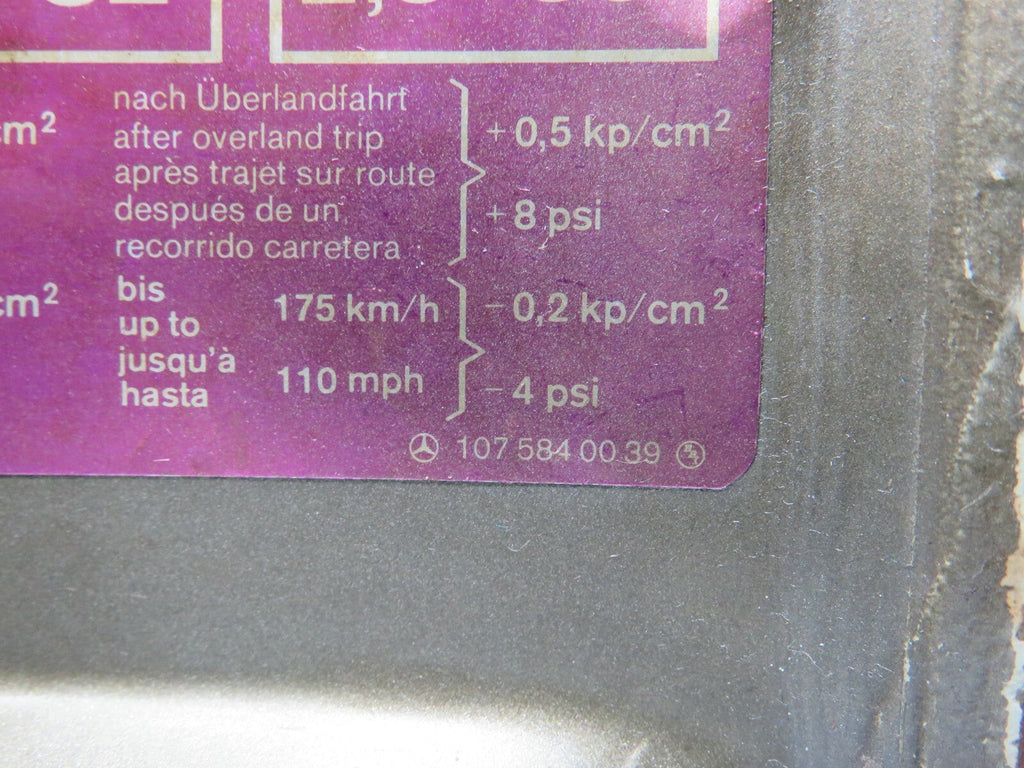 nach Überlandfahrt
after overland trip
après trajet sur route
después de un
recorrido carretera
+ 0,5 kp/cm²
+ 8 psi
cm²
cm²
bis
up to
jusqu'à
hasta
175 km/h
110 mph
– 0,2 kp/cm²
– 4 psi
107 584 00 39